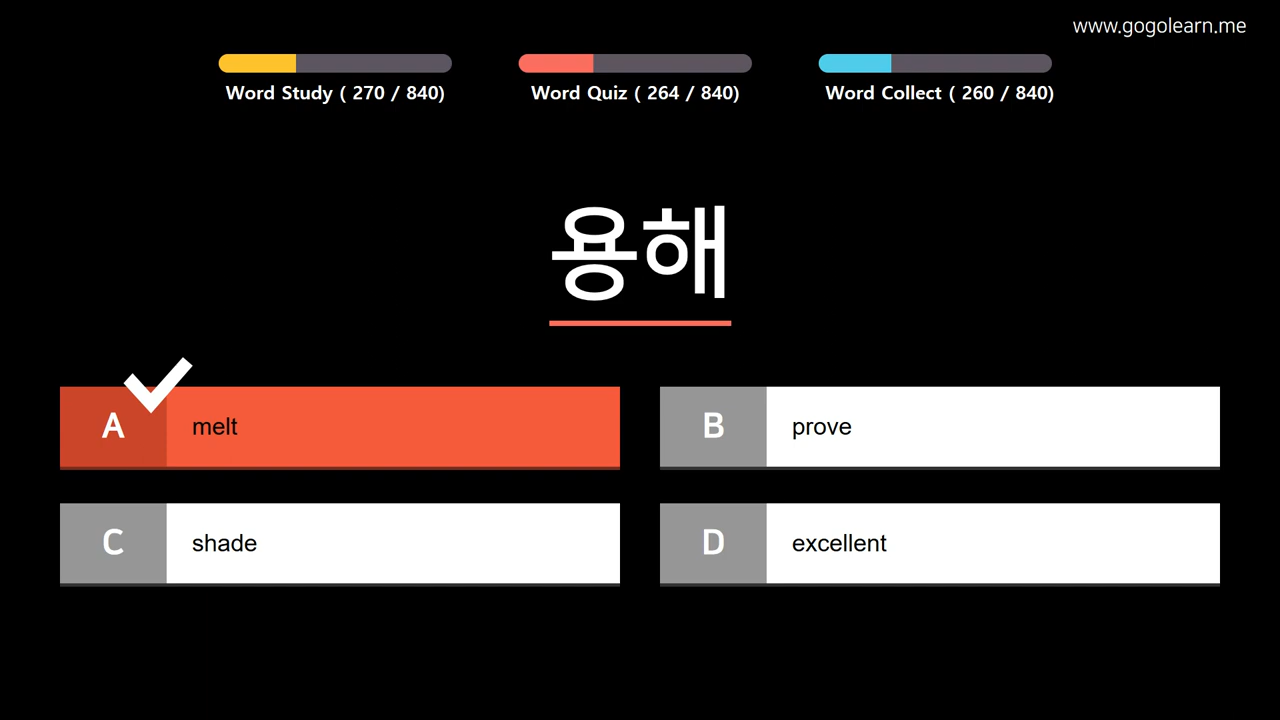 www.gogolearn.me
Word Study ( 270 / 840)
Word Quiz ( 264 / 840)
Word Collect ( 260 / 840)
용해
A melt
B prove
C shade
D excellent